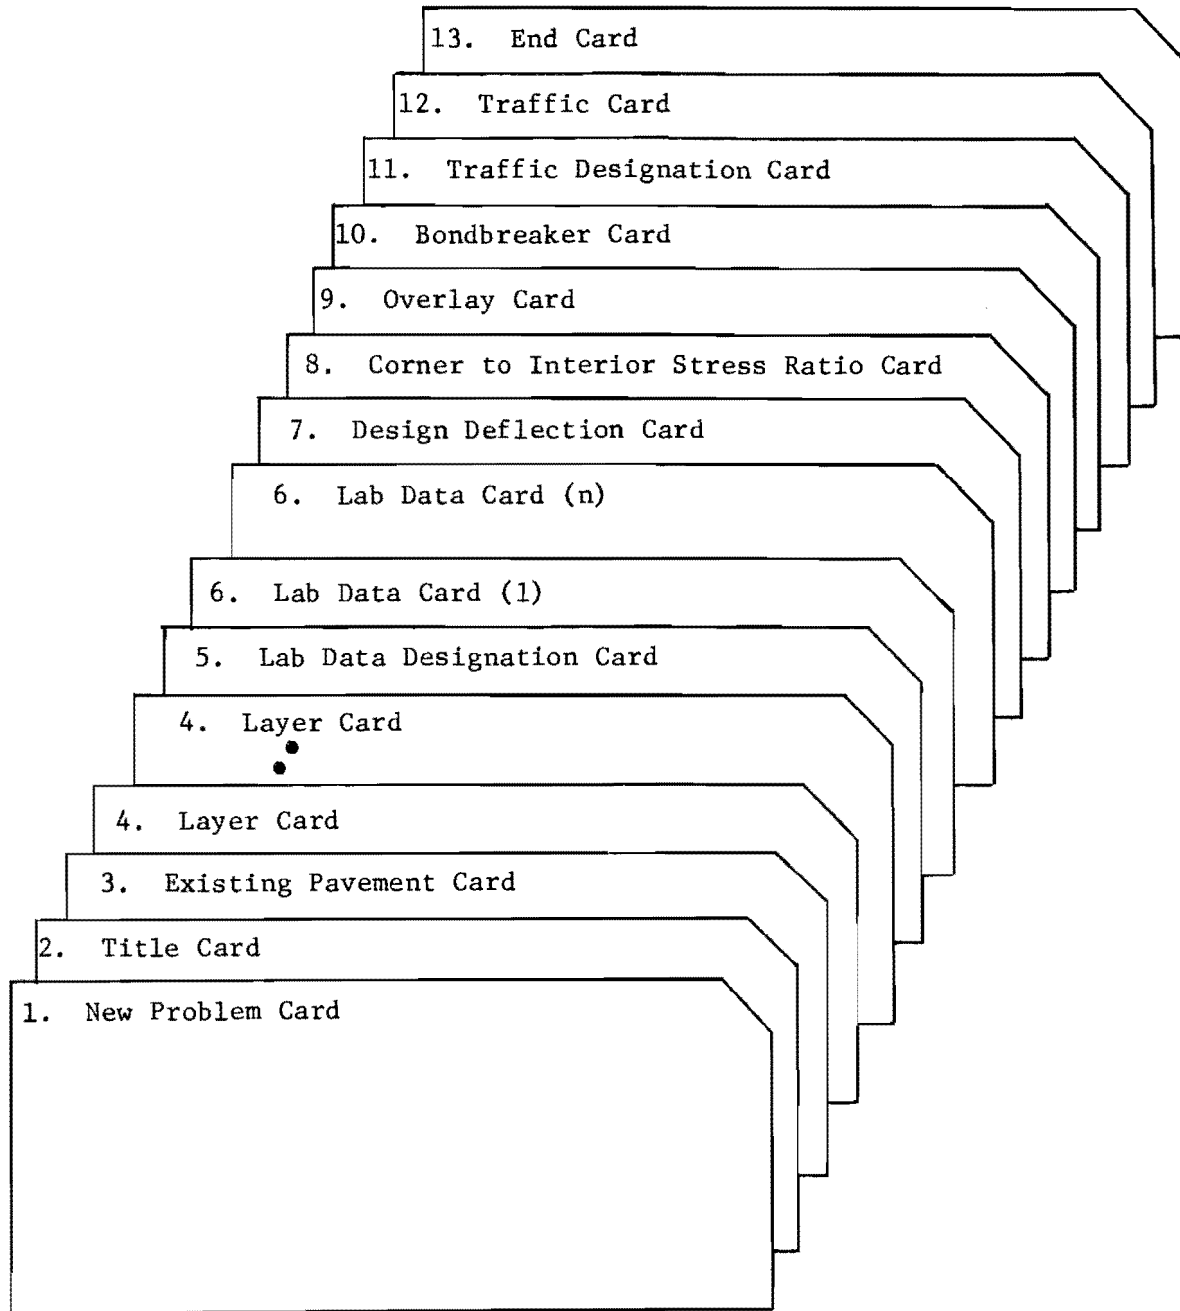 13. End Card
12. Traffic Card
11. Traffic Designation Card
10. Bondbreaker Card
9. Overlay Card
8. Corner to Interior Stress Ratio Card
7. Design Deflection Card
6. Lab Data Card (n)
6. Lab Data Card (1)
5. Lab Data Designation Card
4. Layer Card
4. Layer Card
3. Existing Pavement Card
2. Title Card
1. New Problem Card